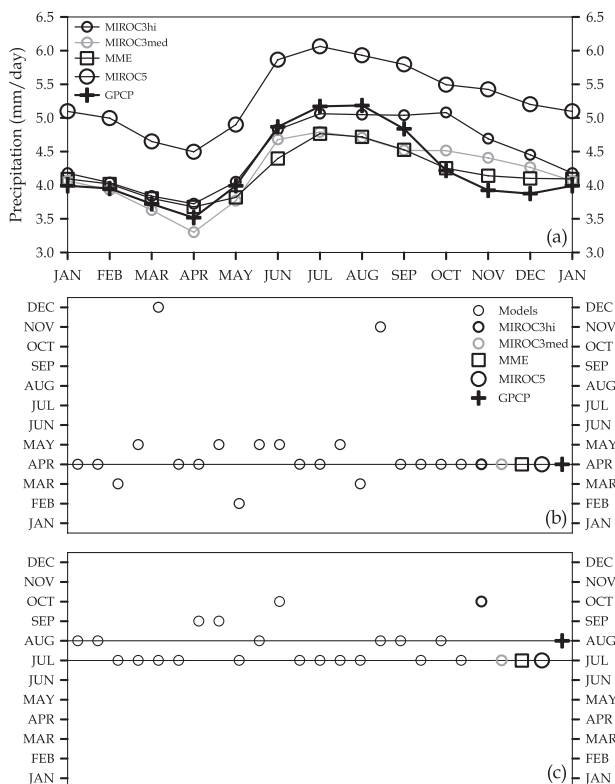 6.5 6.5
MIROC3hi
MIROC3med
6.0 6.0
MME
MIROC5
5.5 5.5
GPCP
5.0 5.0
4.5 4.5
4.0 4.0
3.5 3.5
3.0 3.0
Precipitation (mm/day)
(a)
JAN FEB MAR APR MAY JUN JUL AUG SEP OCT NOV DEC JAN
DEC DEC
NOV NOV
OCT OCT
SEP SEP
AUG AUG
JUL JUL
JUN JUN
MAY MAY
APR APR
MAR MAR
FEB FEB
JAN JAN
Models
MIROC3hi
MIROC3med
MME
MIROC5
GPCP
(b)
DEC DEC
NOV NOV
OCT OCT
SEP SEP
AUG AUG
JUL JUL
JUN JUN
MAY MAY
APR APR
MAR MAR
FEB FEB
JAN JAN
(c)